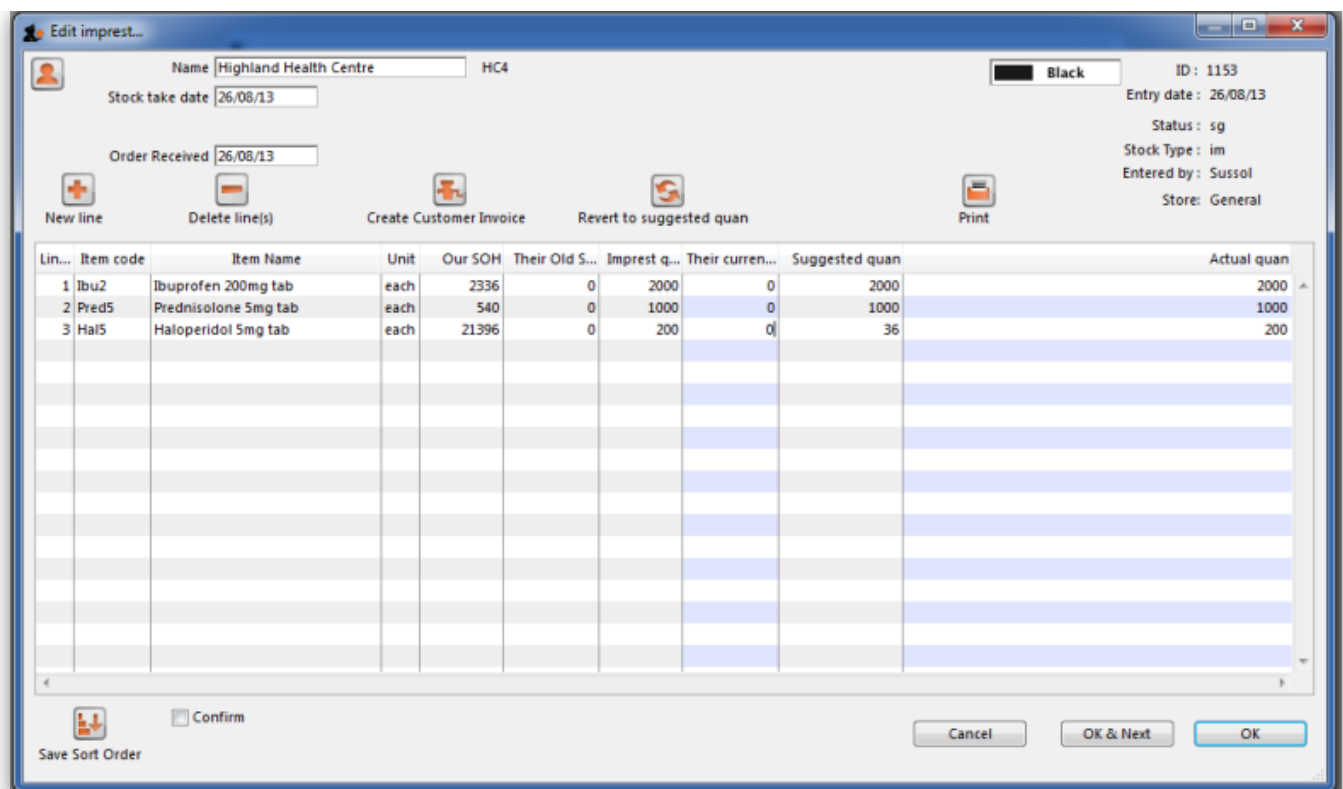 Edit imprest...
Name Highland Health Centre HC4
Black
ID : 1153
Stock take date 26/08/13
Entry date : 26/08/13
Status : sg
Order Received 26/08/13
Stock Type : im
Entered by : Sussol
Store: General
New line Delete line(s) Create Customer Invoice Revert to suggested quan Print
Lin... Item code Item Name Unit Our SOH Their Old S... Imprest q... Their curren... Suggested quan Actual quan
1 Ibu2 Ibuprofen 200mg tab each 2336 0 2000 0 2000 2000
2 Pred5 Prednisolone 5mg tab each 540 0 1000 0 1000 1000
3 Hal5 Haloperidol 5mg tab each 21396 0 200 0 36 200
Confirm
Save Sort Order
Cancel OK & Next OK